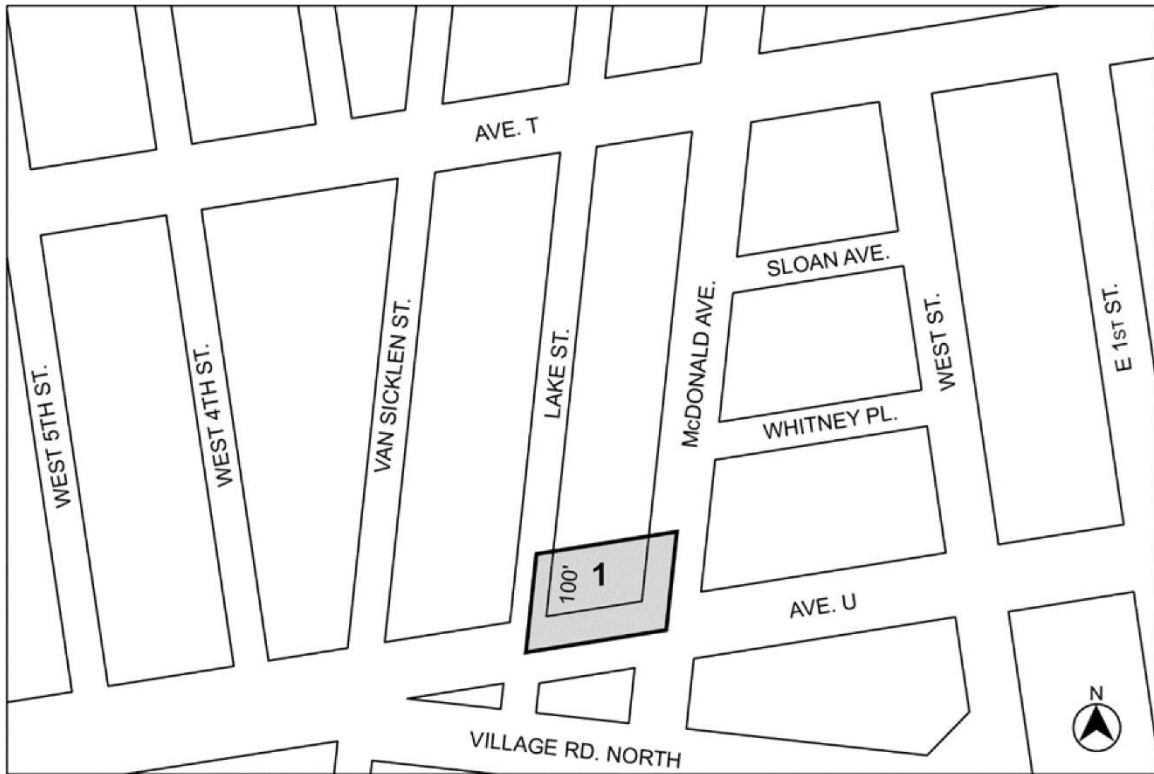 AVE. T
SLOAN AVE.
WEST 5TH ST.
WEST 4TH ST.
VAN SICKLEN ST.
LAKE ST.
McDONALD AVE.
WEST ST.
E 1ST ST.
WHITNEY PL.
100'
1
AVE. U
VILLAGE RD. NORTH
N